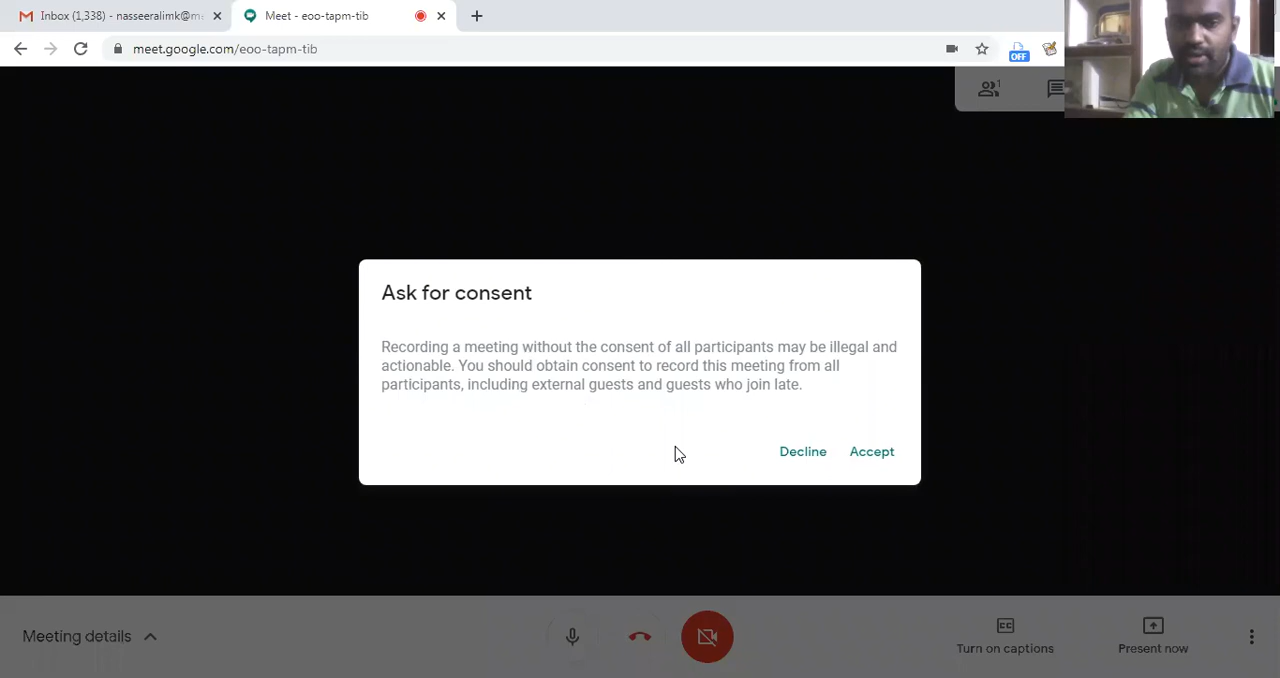 Inbox (1,338) - nasseeralimk@m
Meet - eoo-tapm-tib
meet.google.com/eoo-tapm-tib
OFF
1
Ask for consent
Recording a meeting without the consent of all participants may be illegal and
actionable. You should obtain consent to record this meeting from all
participants, including external guests and guests who join late.
Decline Accept
Meeting details
CC
Turn on captions
Present now